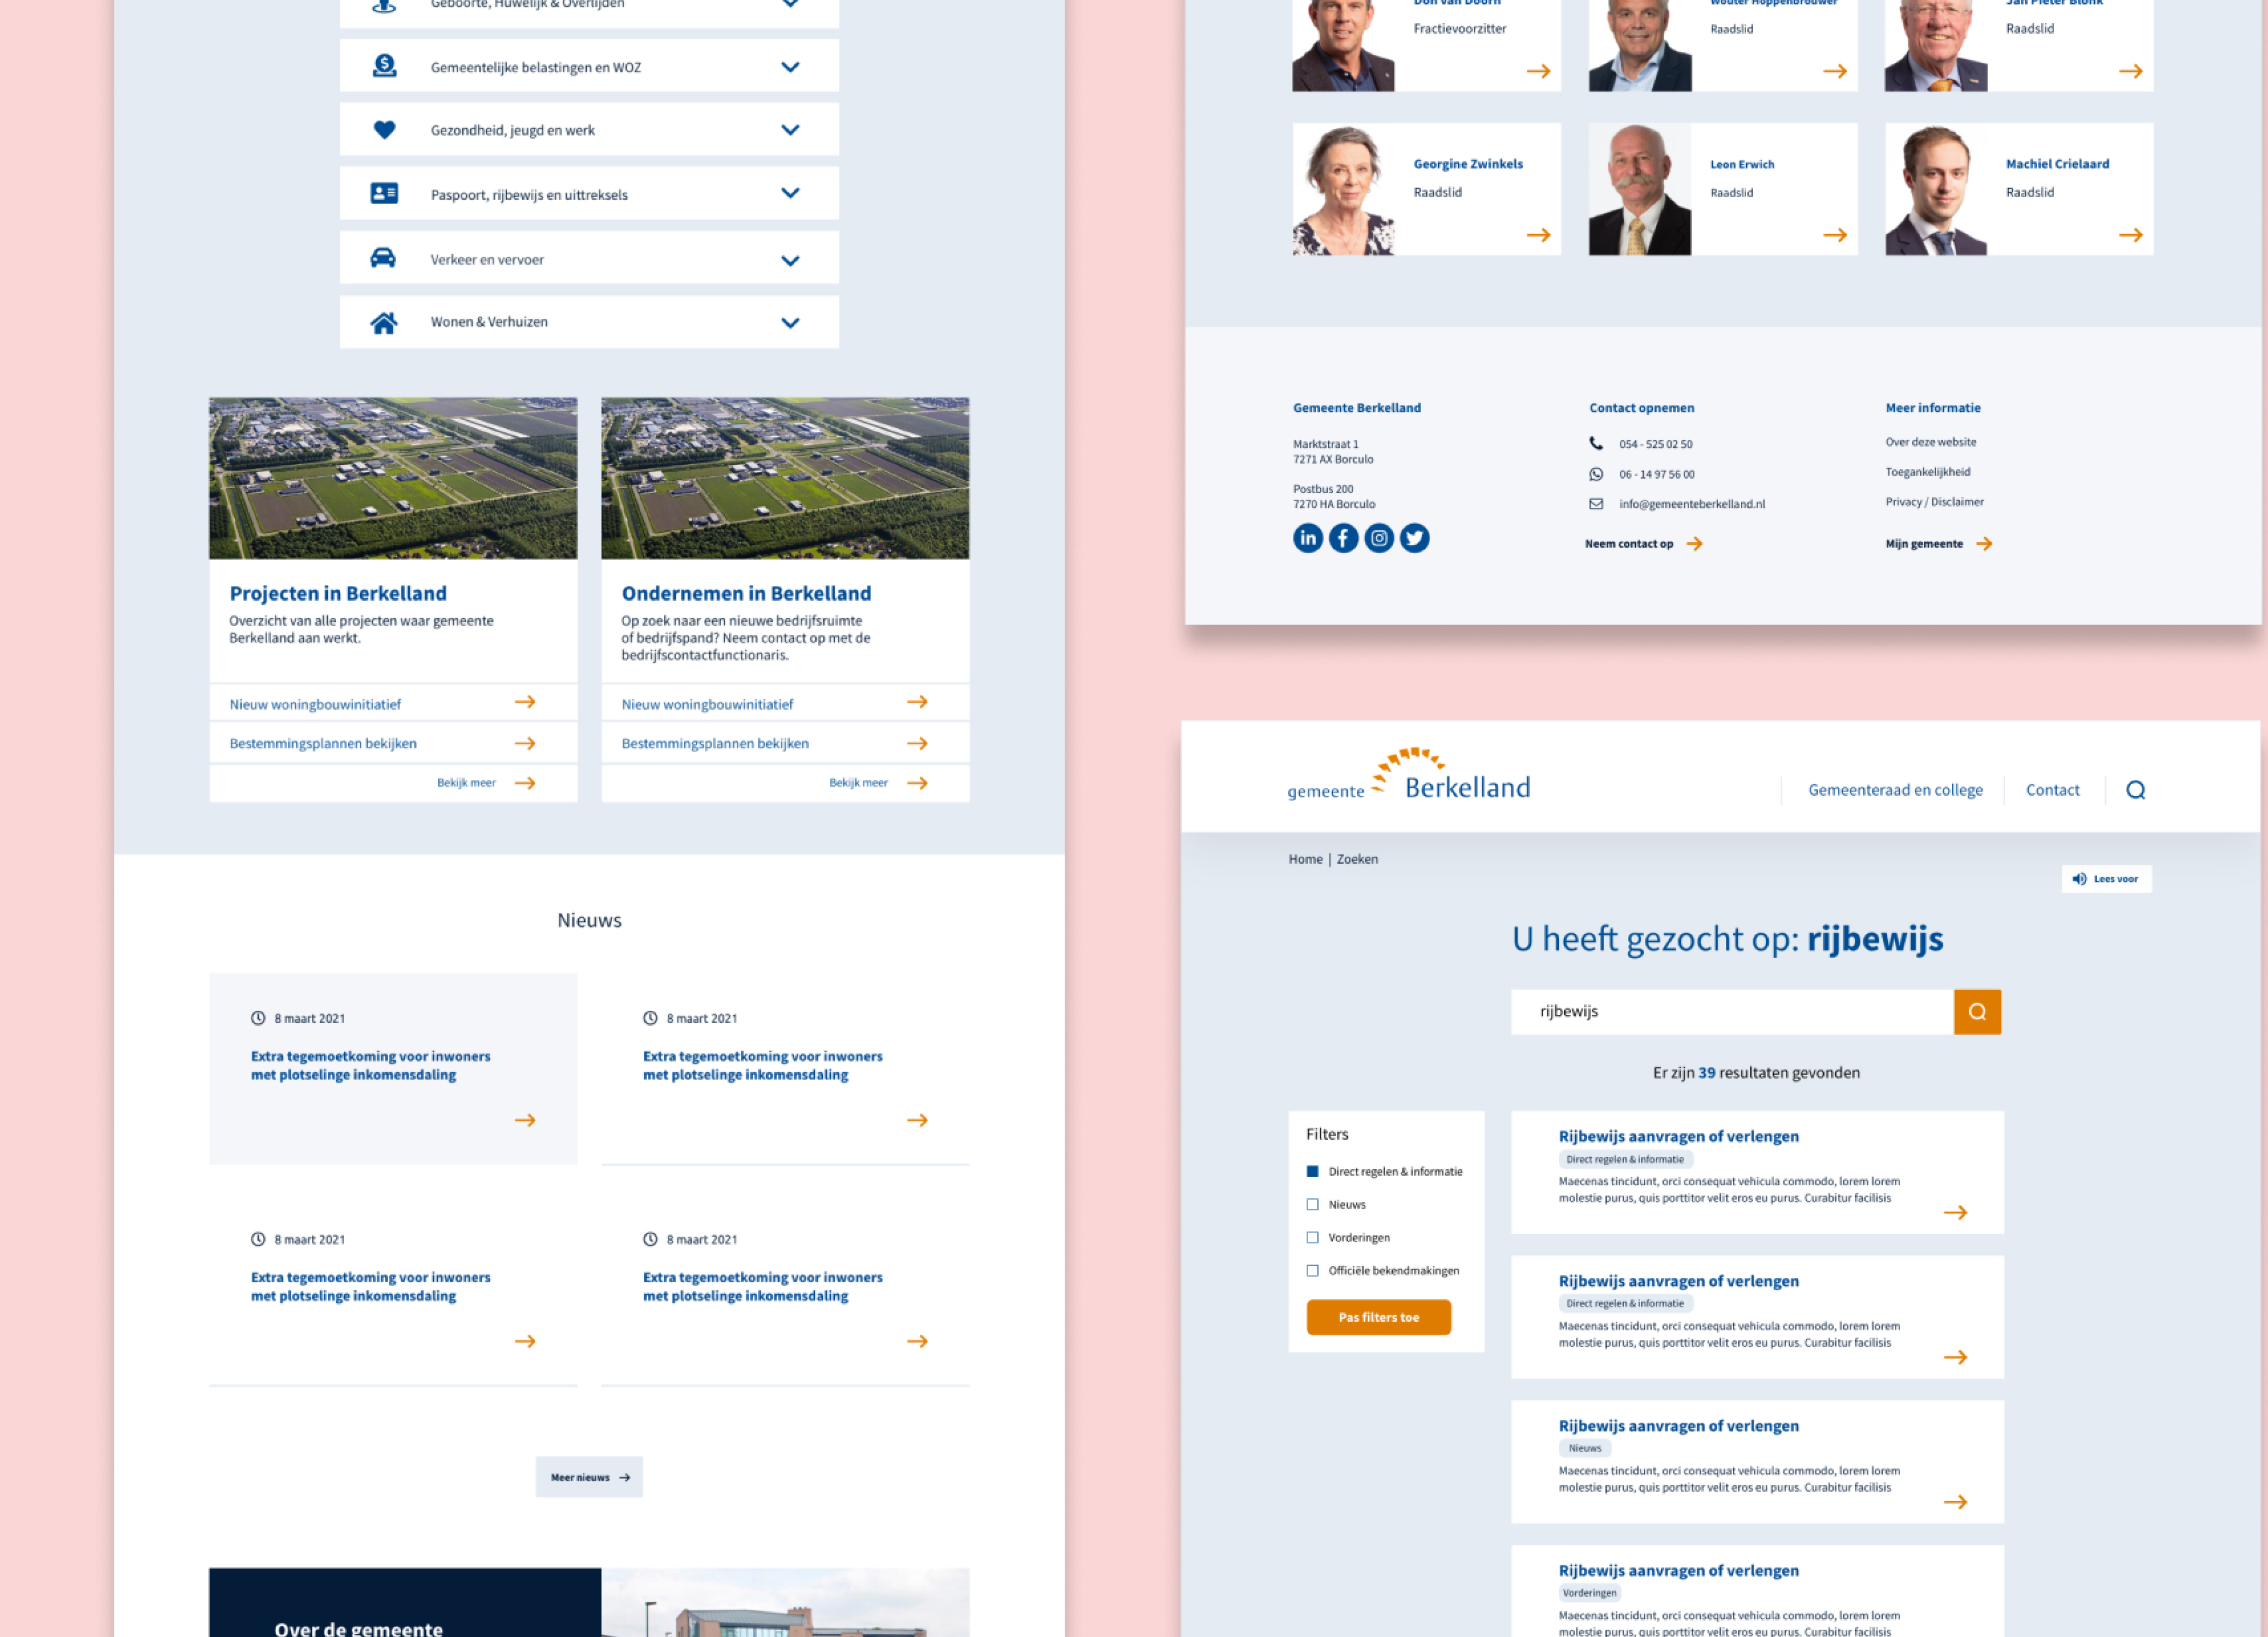 Geboorte, Huwelijk & Overlijden
Gemeentelijke belastingen en WOZ
Gezondheid, jeugd en werk
Paspoort, rijbewijs en uittreksels
Verkeer en vervoer
Wonen & Verhuizen
Projecten in Berkelland
Overzicht van alle projecten waar gemeente
Berkelland aan werkt.
Nieuw woningbouwinitiatief
Bestemmingsplannen bekijken
Bekijk meer
Ondernemen in Berkelland
Op zoek naar een nieuwe bedrijfsruimte
of bedrijfspand? Neem contact op met de
bedrijfscontactfunctionaris.
Nieuw woningbouwinitiatief
Bestemmingsplannen bekijken
Bekijk meer
Nieuws
8 maart 2021
Extra tegemoetkoming voor inwoners
met plotselinge inkomensdaling
8 maart 2021
Extra tegemoetkoming voor inwoners
met plotselinge inkomensdaling
8 maart 2021
Extra tegemoetkoming voor inwoners
met plotselinge inkomensdaling
8 maart 2021
Extra tegemoetkoming voor inwoners
met plotselinge inkomensdaling
Meer nieuws
Over de gemeente
Don van Doorn
Fractievoorzitter
Wouter Hoppenbrouwer
Raadslid
Jan Pieter Blonk
Raadslid
Georgine Zwinkels
Raadslid
Leon Erwich
Raadslid
Machiel Crielaard
Raadslid
Gemeente Berkelland
Marktstraat 1
7271 AX Borculo
Postbus 200
7270 HA Borculo
Contact opnemen
054 - 525 02 50
06 - 14 97 56 00
info@gemeenteberkelland.nl
Neem contact op
Meer informatie
Over deze website
Toegankelijkheid
Privacy / Disclaimer
Mijn gemeente
gemeente Berkelland
Gemeenteraad en college
Contact
Home | Zoeken
Lees voor
U heeft gezocht op: rijbewijs
rijbewijs
Er zijn 39 resultaten gevonden
Filters
Direct regelen & informatie
Nieuws
Vorderingen
Officiële bekendmakingen
Pas filters toe
Rijbewijs aanvragen of verlengen
Direct regelen & informatie
Maecenas tincidunt, orci consequat vehicula commodo, lorem lorem
molestie purus, quis porttitor velit eros eu purus. Curabitur facilisis
Rijbewijs aanvragen of verlengen
Direct regelen & informatie
Maecenas tincidunt, orci consequat vehicula commodo, lorem lorem
molestie purus, quis porttitor velit eros eu purus. Curabitur facilisis
Rijbewijs aanvragen of verlengen
Nieuws
Maecenas tincidunt, orci consequat vehicula commodo, lorem lorem
molestie purus, quis porttitor velit eros eu purus. Curabitur facilisis
Rijbewijs aanvragen of verlengen
Vorderingen
Maecenas tincidunt, orci consequat vehicula commodo, lorem lorem
molestie purus, quis porttitor velit eros eu purus. Curabitur facilisis